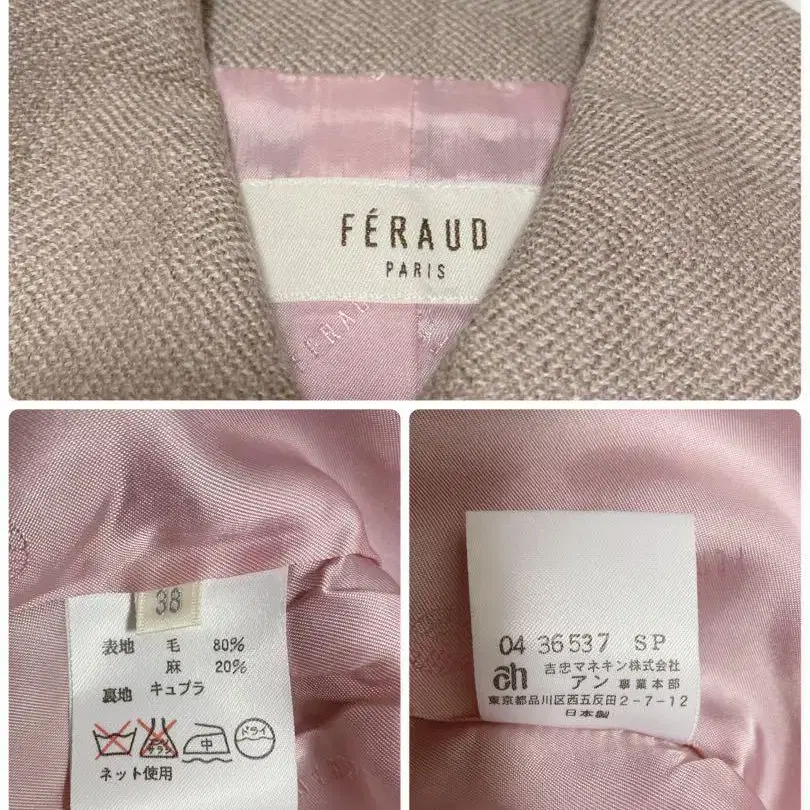 FÉRAUD
PARIS
FÉRAUD
38
表地 毛 80%
麻 20%
裏地 キュプラ
中 ドライ
ネット使用
04 36537 SP
吉忠マネキン株式会社
アン 事業本部
東京都品川区西五反田2-7-12
日本製